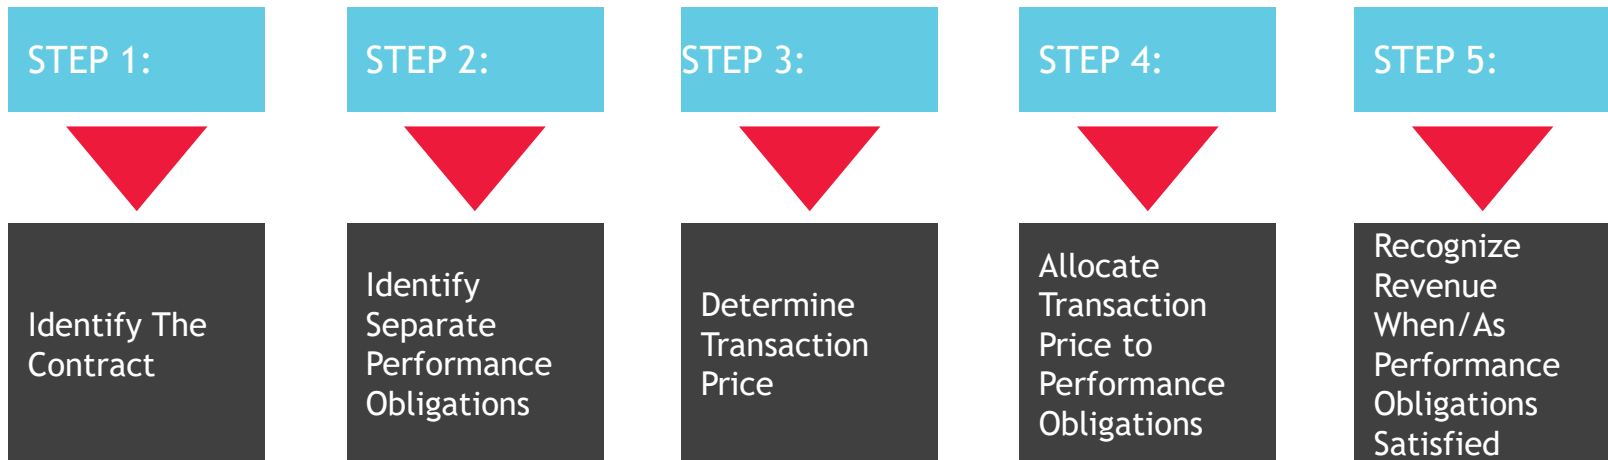 STEP 1:
STEP 2:
STEP 3:
STEP 4:
STEP 5:
Identify The
Contract
Identify
Separate
Performance
Obligations
Determine
Transaction
Price
Allocate
Transaction
Price to
Performance
Obligations
Recognize
Revenue
When/As
Performance
Obligations
Satisfied